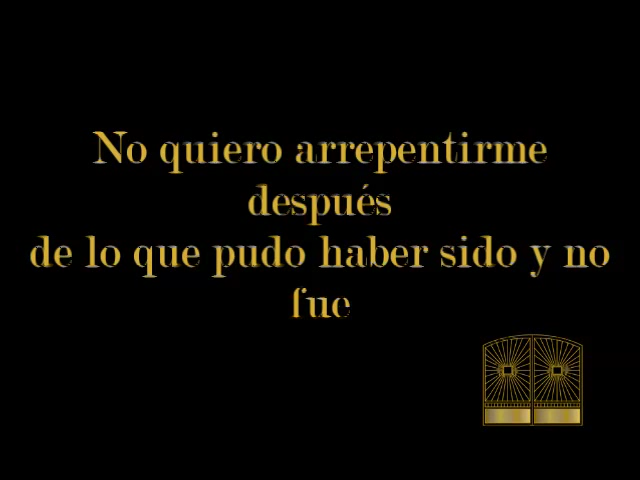 No quiero arrepentirme
después
de lo que pudo haber sido y no
fue